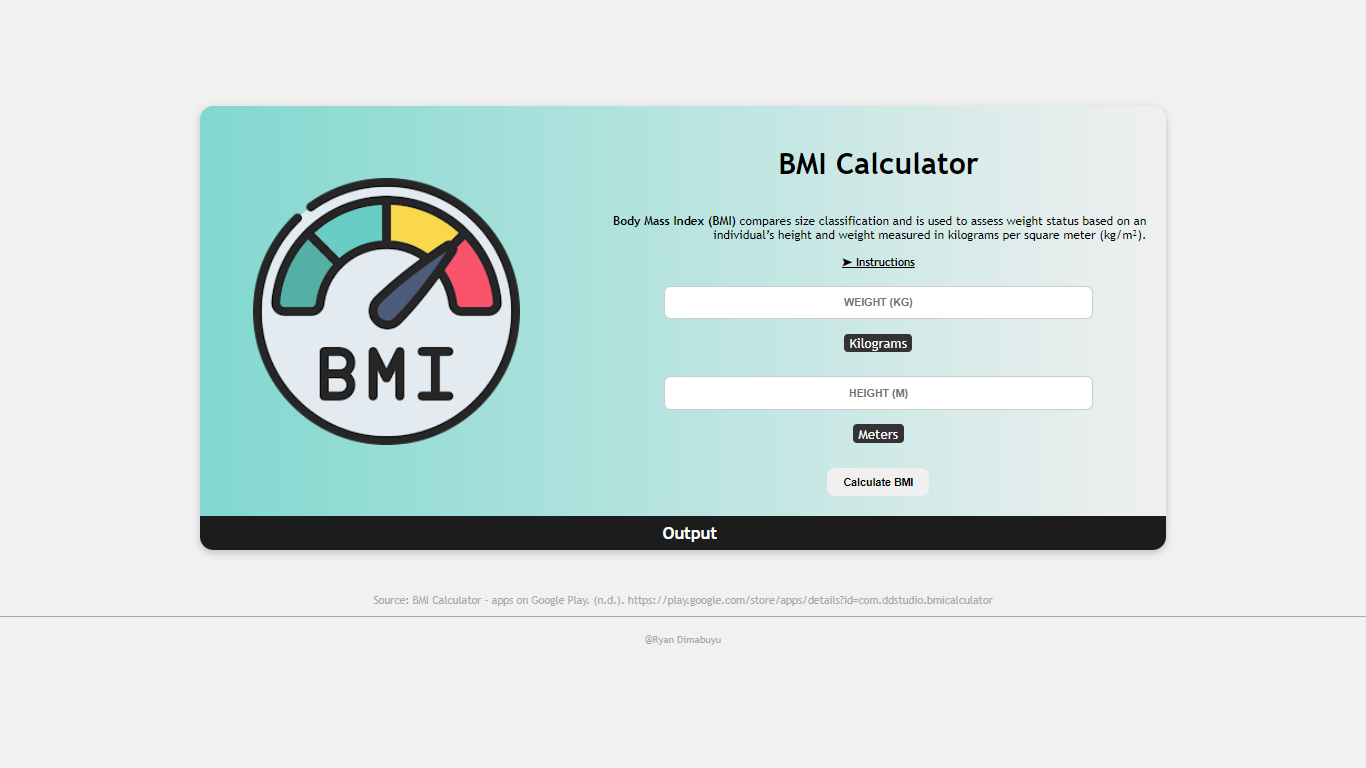 BMI Calculator
Body Mass Index (BMI) compares size classification and is used to assess weight status based on an
individual’s height and weight measured in kilograms per square meter (kg/m²).
➤ Instructions
WEIGHT (KG)
Kilograms
HEIGHT (M)
Meters
Calculate BMI
BMI
Output
Source: BMI Calculator - apps on Google Play. (n.d.). https://play.google.com/store/apps/details?id=com.ddstudio.bmicalculator
@Ryan Dimabuyu